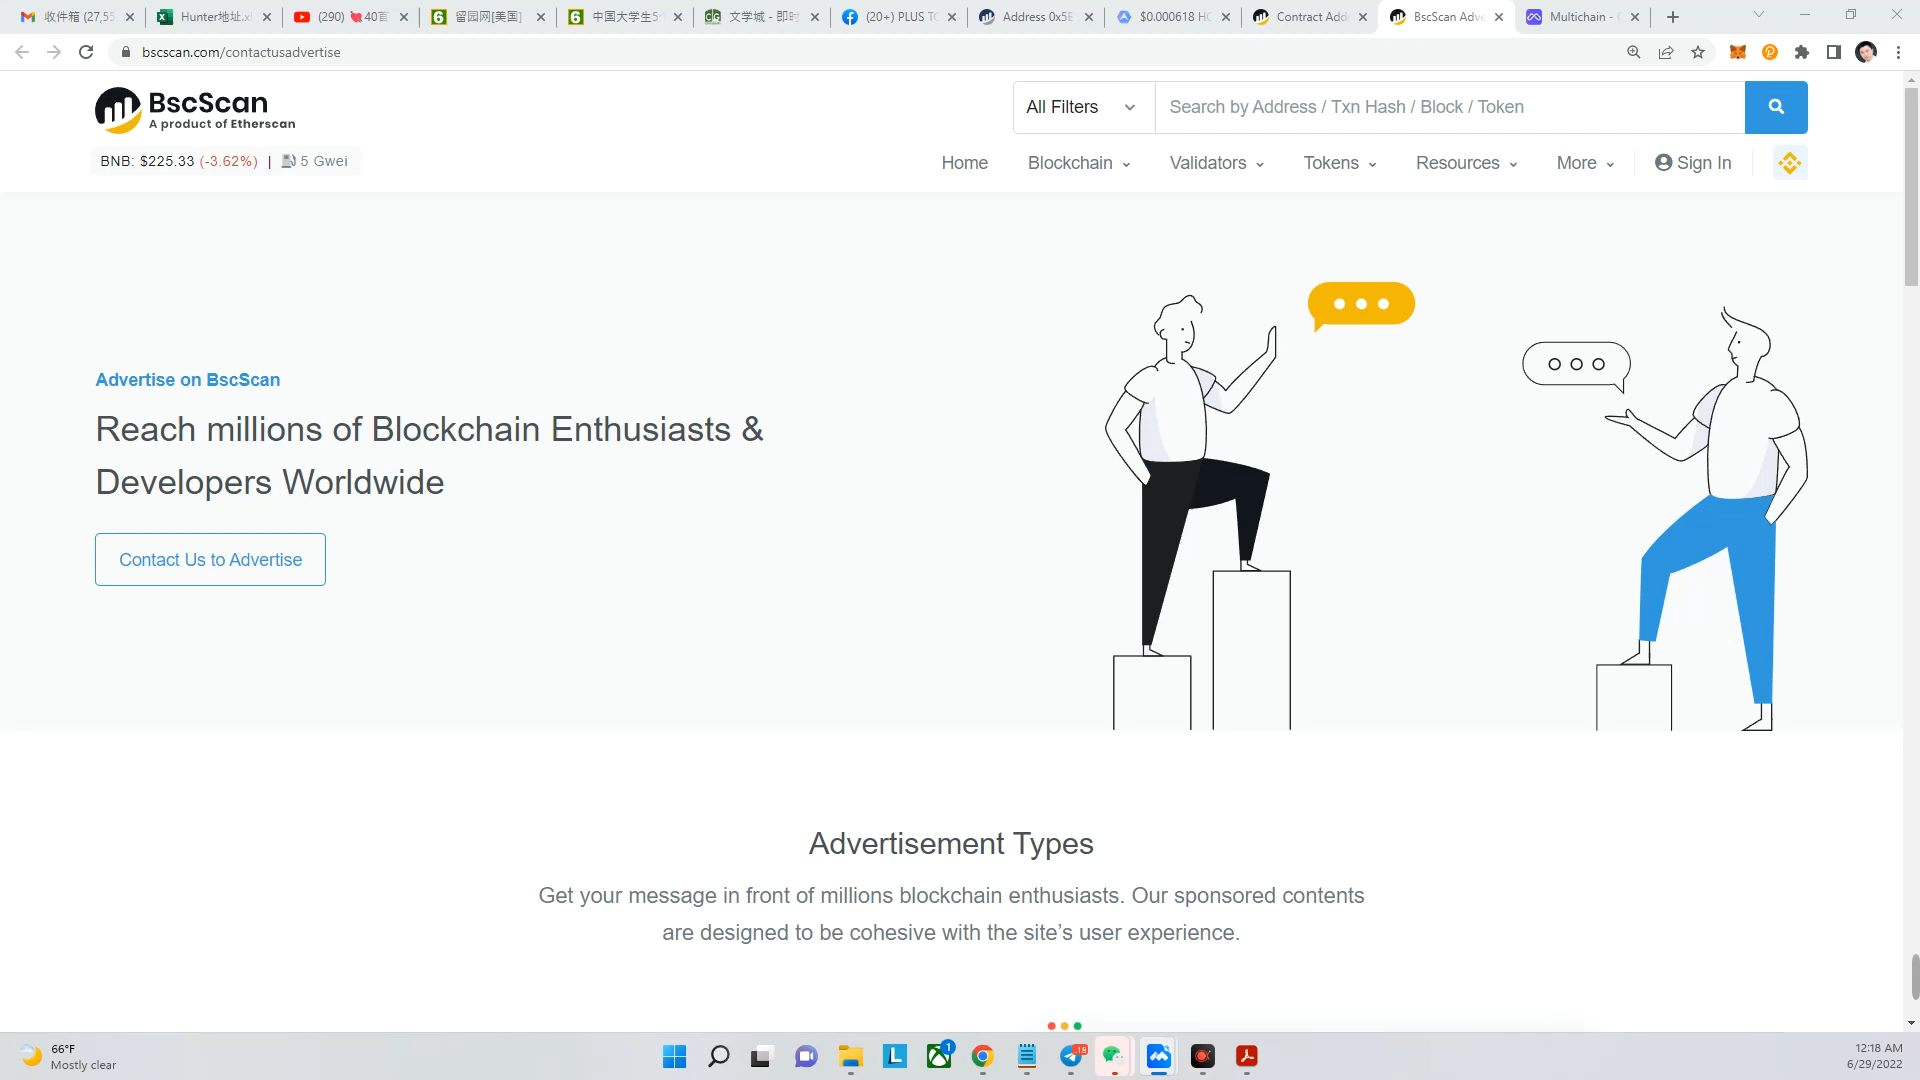 收件箱 (27,55
Hunter地址.x
(290) 💘40首
留园网[美国]
中国大学生5
文学城 - 即时
(20+) PLUS TO
Address 0x5E
$0.000618 HC
Contract Add
BscScan Adve
Multichain - C
bscscan.com/contactusadvertise
BscScan
A product of Etherscan
All Filters
Search by Address / Txn Hash / Block / Token
BNB: $225.33 (-3.62%) | 5 Gwei
Home
Blockchain
Validators
Tokens
Resources
More
Sign In
Advertise on BscScan
Reach millions of Blockchain Enthusiasts &
Developers Worldwide
Contact Us to Advertise
Advertisement Types
Get your message in front of millions blockchain enthusiasts. Our sponsored contents
are designed to be cohesive with the site’s user experience.
66°F
Mostly clear
L
1
18
12:18 AM
6/29/2022